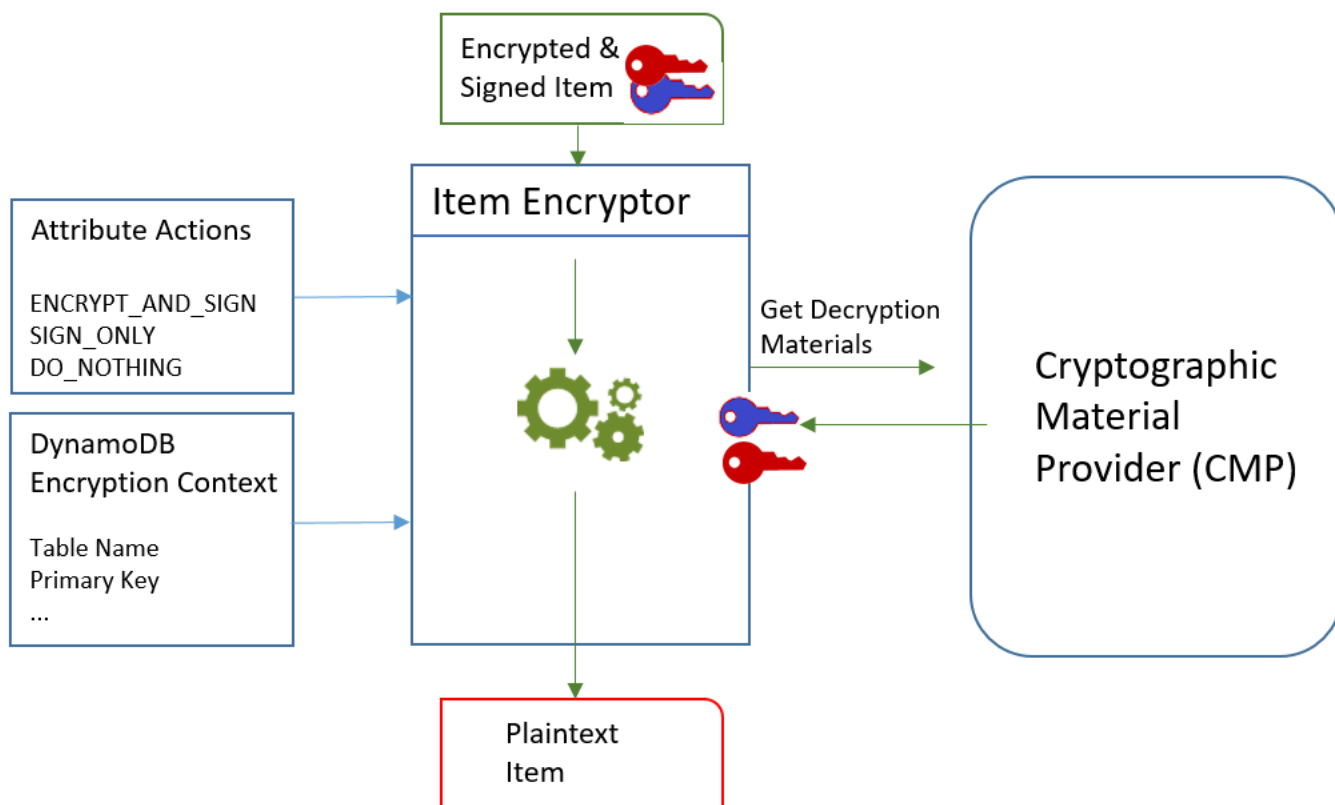 Encrypted &
Signed Item
Item Encryptor
Attribute Actions
ENCRYPT_AND_SIGN
SIGN_ONLY
DO_NOTHING
DynamoDB
Encryption Context
Table Name
Primary Key
...
Get Decryption
Materials
Cryptographic
Material
Provider (CMP)
Plaintext
Item